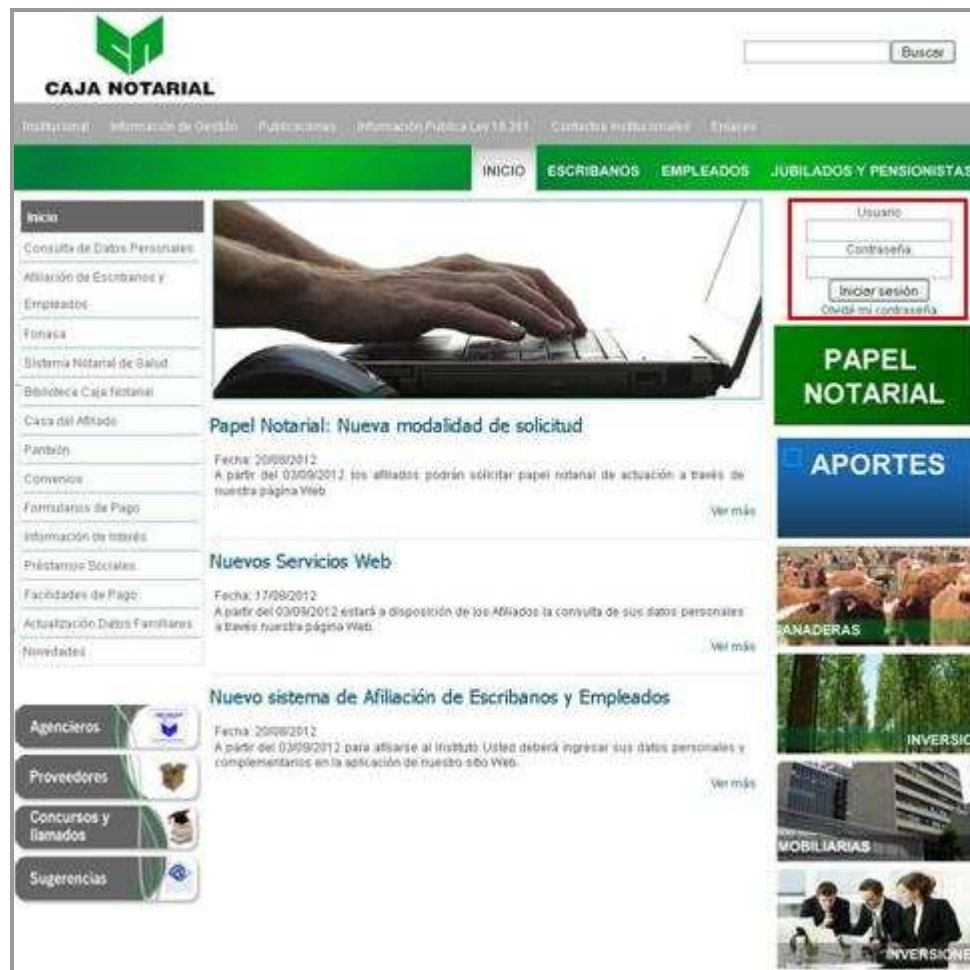 CAJA NOTARIAL
Buscar
Institucional Información de Gestión Publicaciones Información Pública Ley 18.381 Contactos Institucionales Enlaces
INICIO ESCRIBANOS EMPLEADOS JUBILADOS Y PENSIONISTAS
Inicio
Consulta de Datos Personales
Afiliación de Escribanos y
Empleados
Fonasa
Sistema Notarial de Salud
Biblioteca Caja Notarial
Casa del Afiliado
Panteón
Convenios
Formularios de Pago
Información de Interés
Préstamos Sociales
Facilidades de Pago
Actualización Datos Familiares
Novedades
Agencieros
Proveedores
Concursos y
llamados
Sugerencias
Papel Notarial: Nueva modalidad de solicitud
Fecha: 20/08/2012
A partir del 03/09/2012 los afiliados podrán solicitar papel notarial de actuación a través de
nuestra página Web
Ver más
Nuevos Servicios Web
Fecha: 17/08/2012
A partir del 03/09/2012 estará a disposición de los Afiliados la consulta de sus datos personales
a través nuestra página Web.
Ver más
Nuevo sistema de Afiliación de Escribanos y Empleados
Fecha: 20/08/2012
A partir del 03/09/2012 para afiliarse al Instituto Usted deberá ingresar sus datos personales y
complementarios en la aplicación de nuestro sitio Web.
Ver más
Usuario
Contraseña
Iniciar sesión
Olvidé mi contraseña
PAPEL
NOTARIAL
APORTES
ANADERAS
INVERSIO
MOBILIARIAS
INVERSIONE